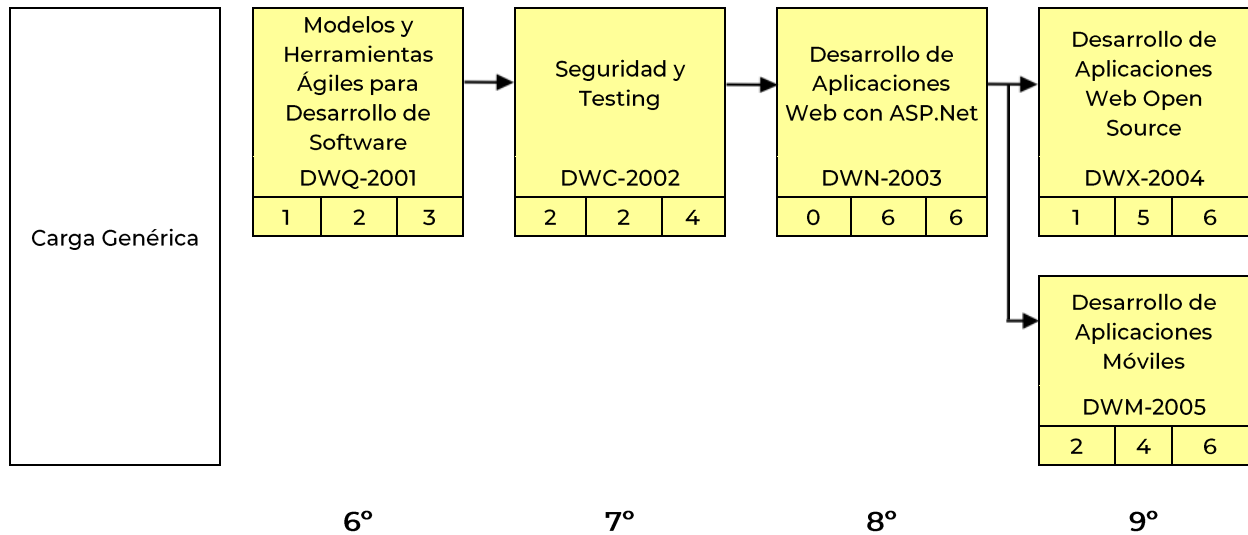 Carga Genérica
Modelos y
Herramientas
Ágiles para
Desarrollo de
Software
DWQ-2001
1 2 3
Seguridad y
Testing
DWC-2002
2 2 4
Desarrollo de
Aplicaciones
Web con ASP.Net
DWN-2003
0 6 6
Desarrollo de
Aplicaciones
Web Open
Source
DWX-2004
1 5 6
Desarrollo de
Aplicaciones
Móviles
DWM-2005
2 4 6
6º 7º 8º 9º